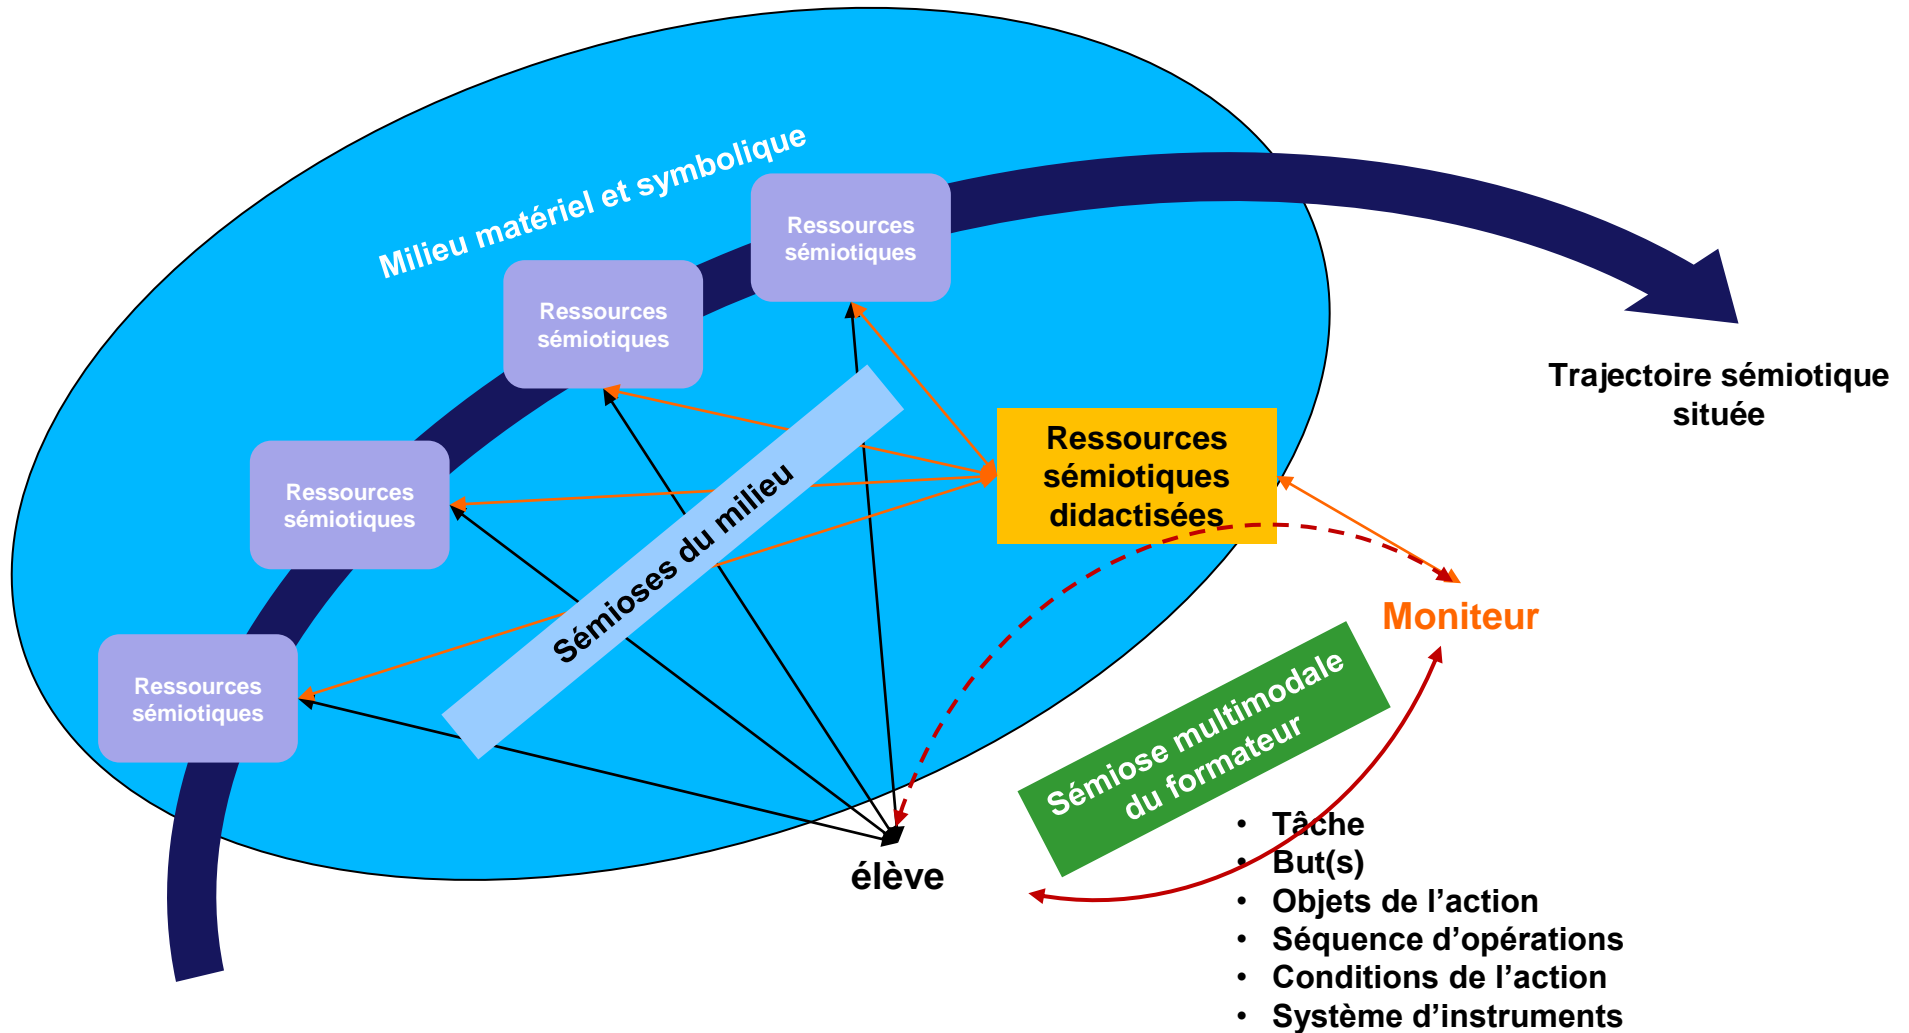 Milieu matériel et symbolique
Ressources
sémiotiques
Ressources
sémiotiques
Ressources
sémiotiques
Ressources
sémiotiques
Sémioses du milieu
Ressources
sémiotiques
didactisées
Trajectoire sémiotique
située
Moniteur
Sémiose multimodale
du formateur
élève
• Tâche
• But(s)
• Objets de l’action
• Séquence d’opérations
• Conditions de l’action
• Système d’instruments